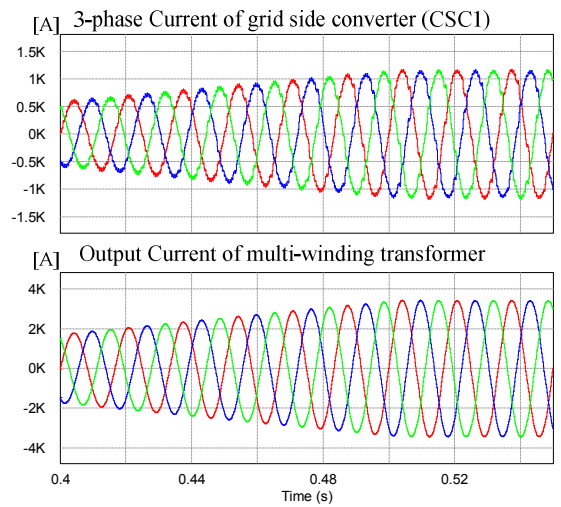 [A] 3-phase Current of grid side converter (CSC1)
1.5K
1K
0.5K
0K
-0.5K
-1K
-1.5K
[A] Output Current of multi-winding transformer
4K
2K
0K
-2K
-4K
0.4 0.44 0.48 0.52
Time (s)